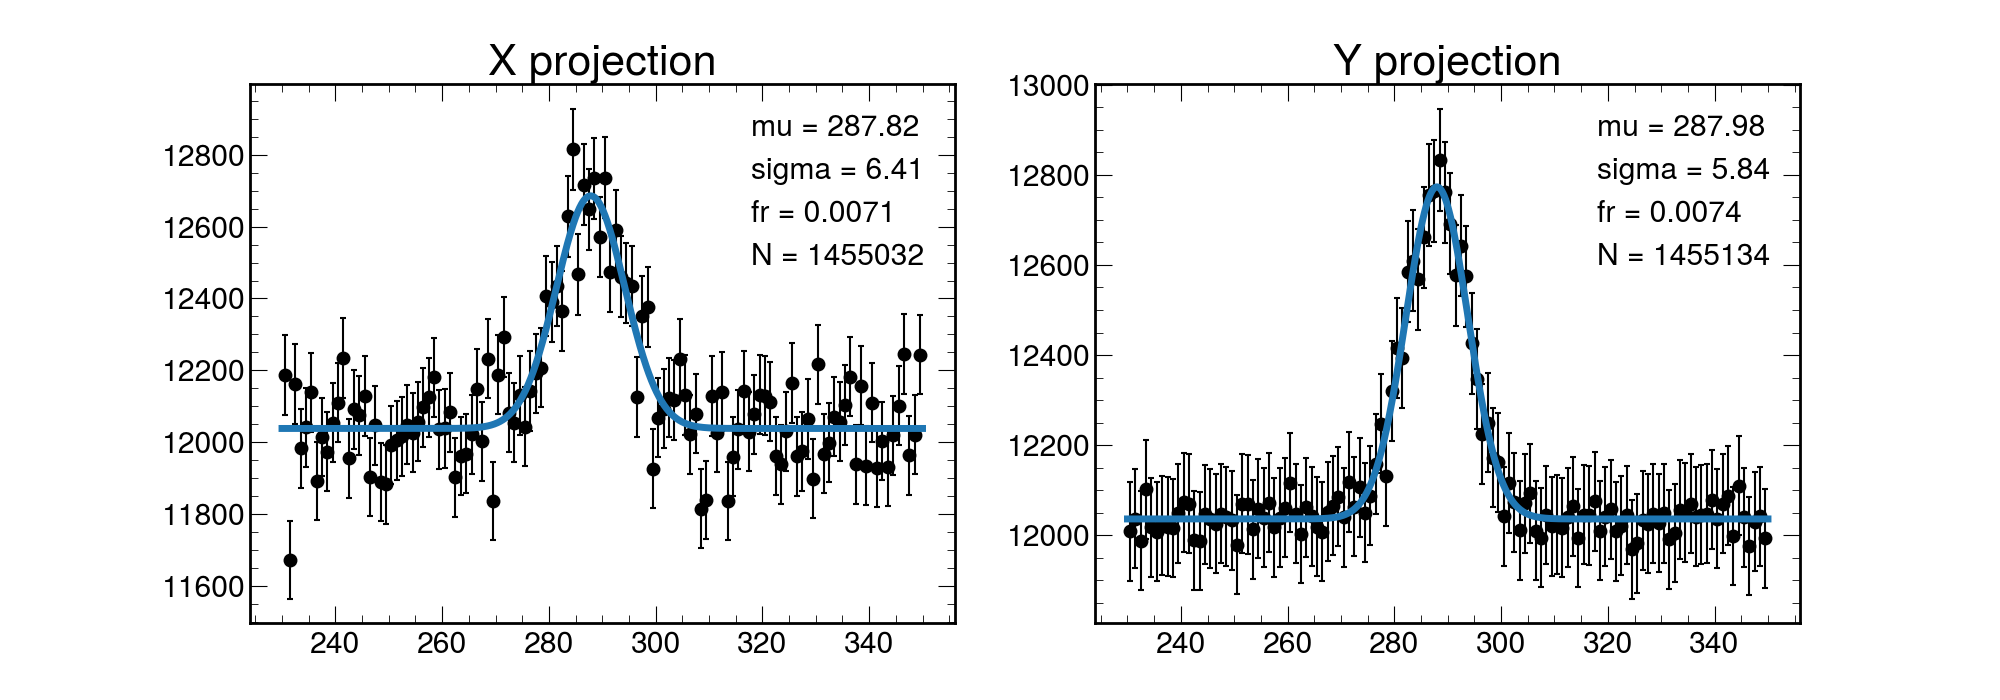 X projection
mu = 287.82
sigma = 6.41
fr = 0.0071
N = 1455032
12800
12600
12400
12200
12000
11800
11600
240 260 280 300 320 340
Y projection
mu = 287.98
sigma = 5.84
fr = 0.0074
N = 1455134
13000
12800
12600
12400
12200
12000
240 260 280 300 320 340